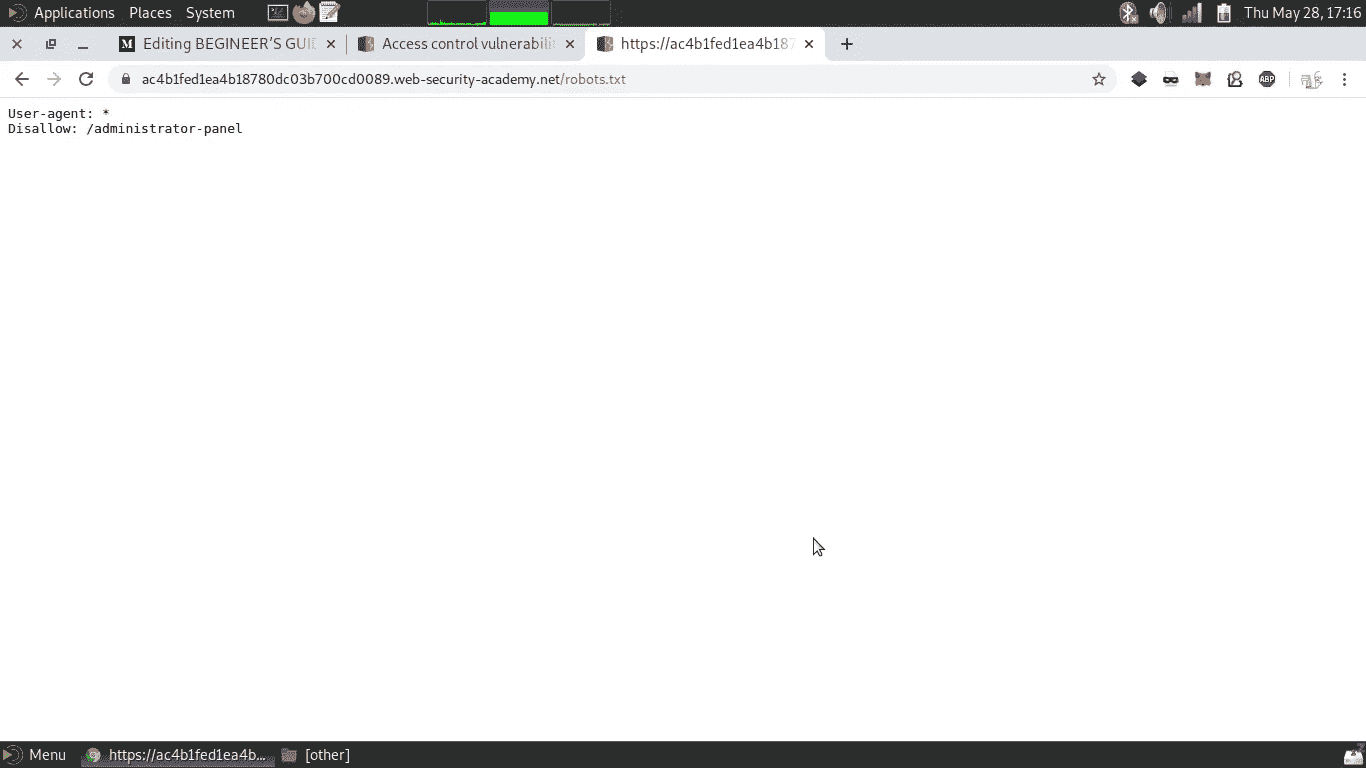 Applications Places System Thu May 28, 17:16
Editing BEGINEER’S GUI Access control vulnerabili https://ac4b1fed1ea4b187
ac4b1fed1ea4b18780dc03b700cd0089.web-security-academy.net/robots.txt
ABP
User-agent: *
Disallow: /administrator-panel
Menu https://ac4b1fed1ea4b... [other]